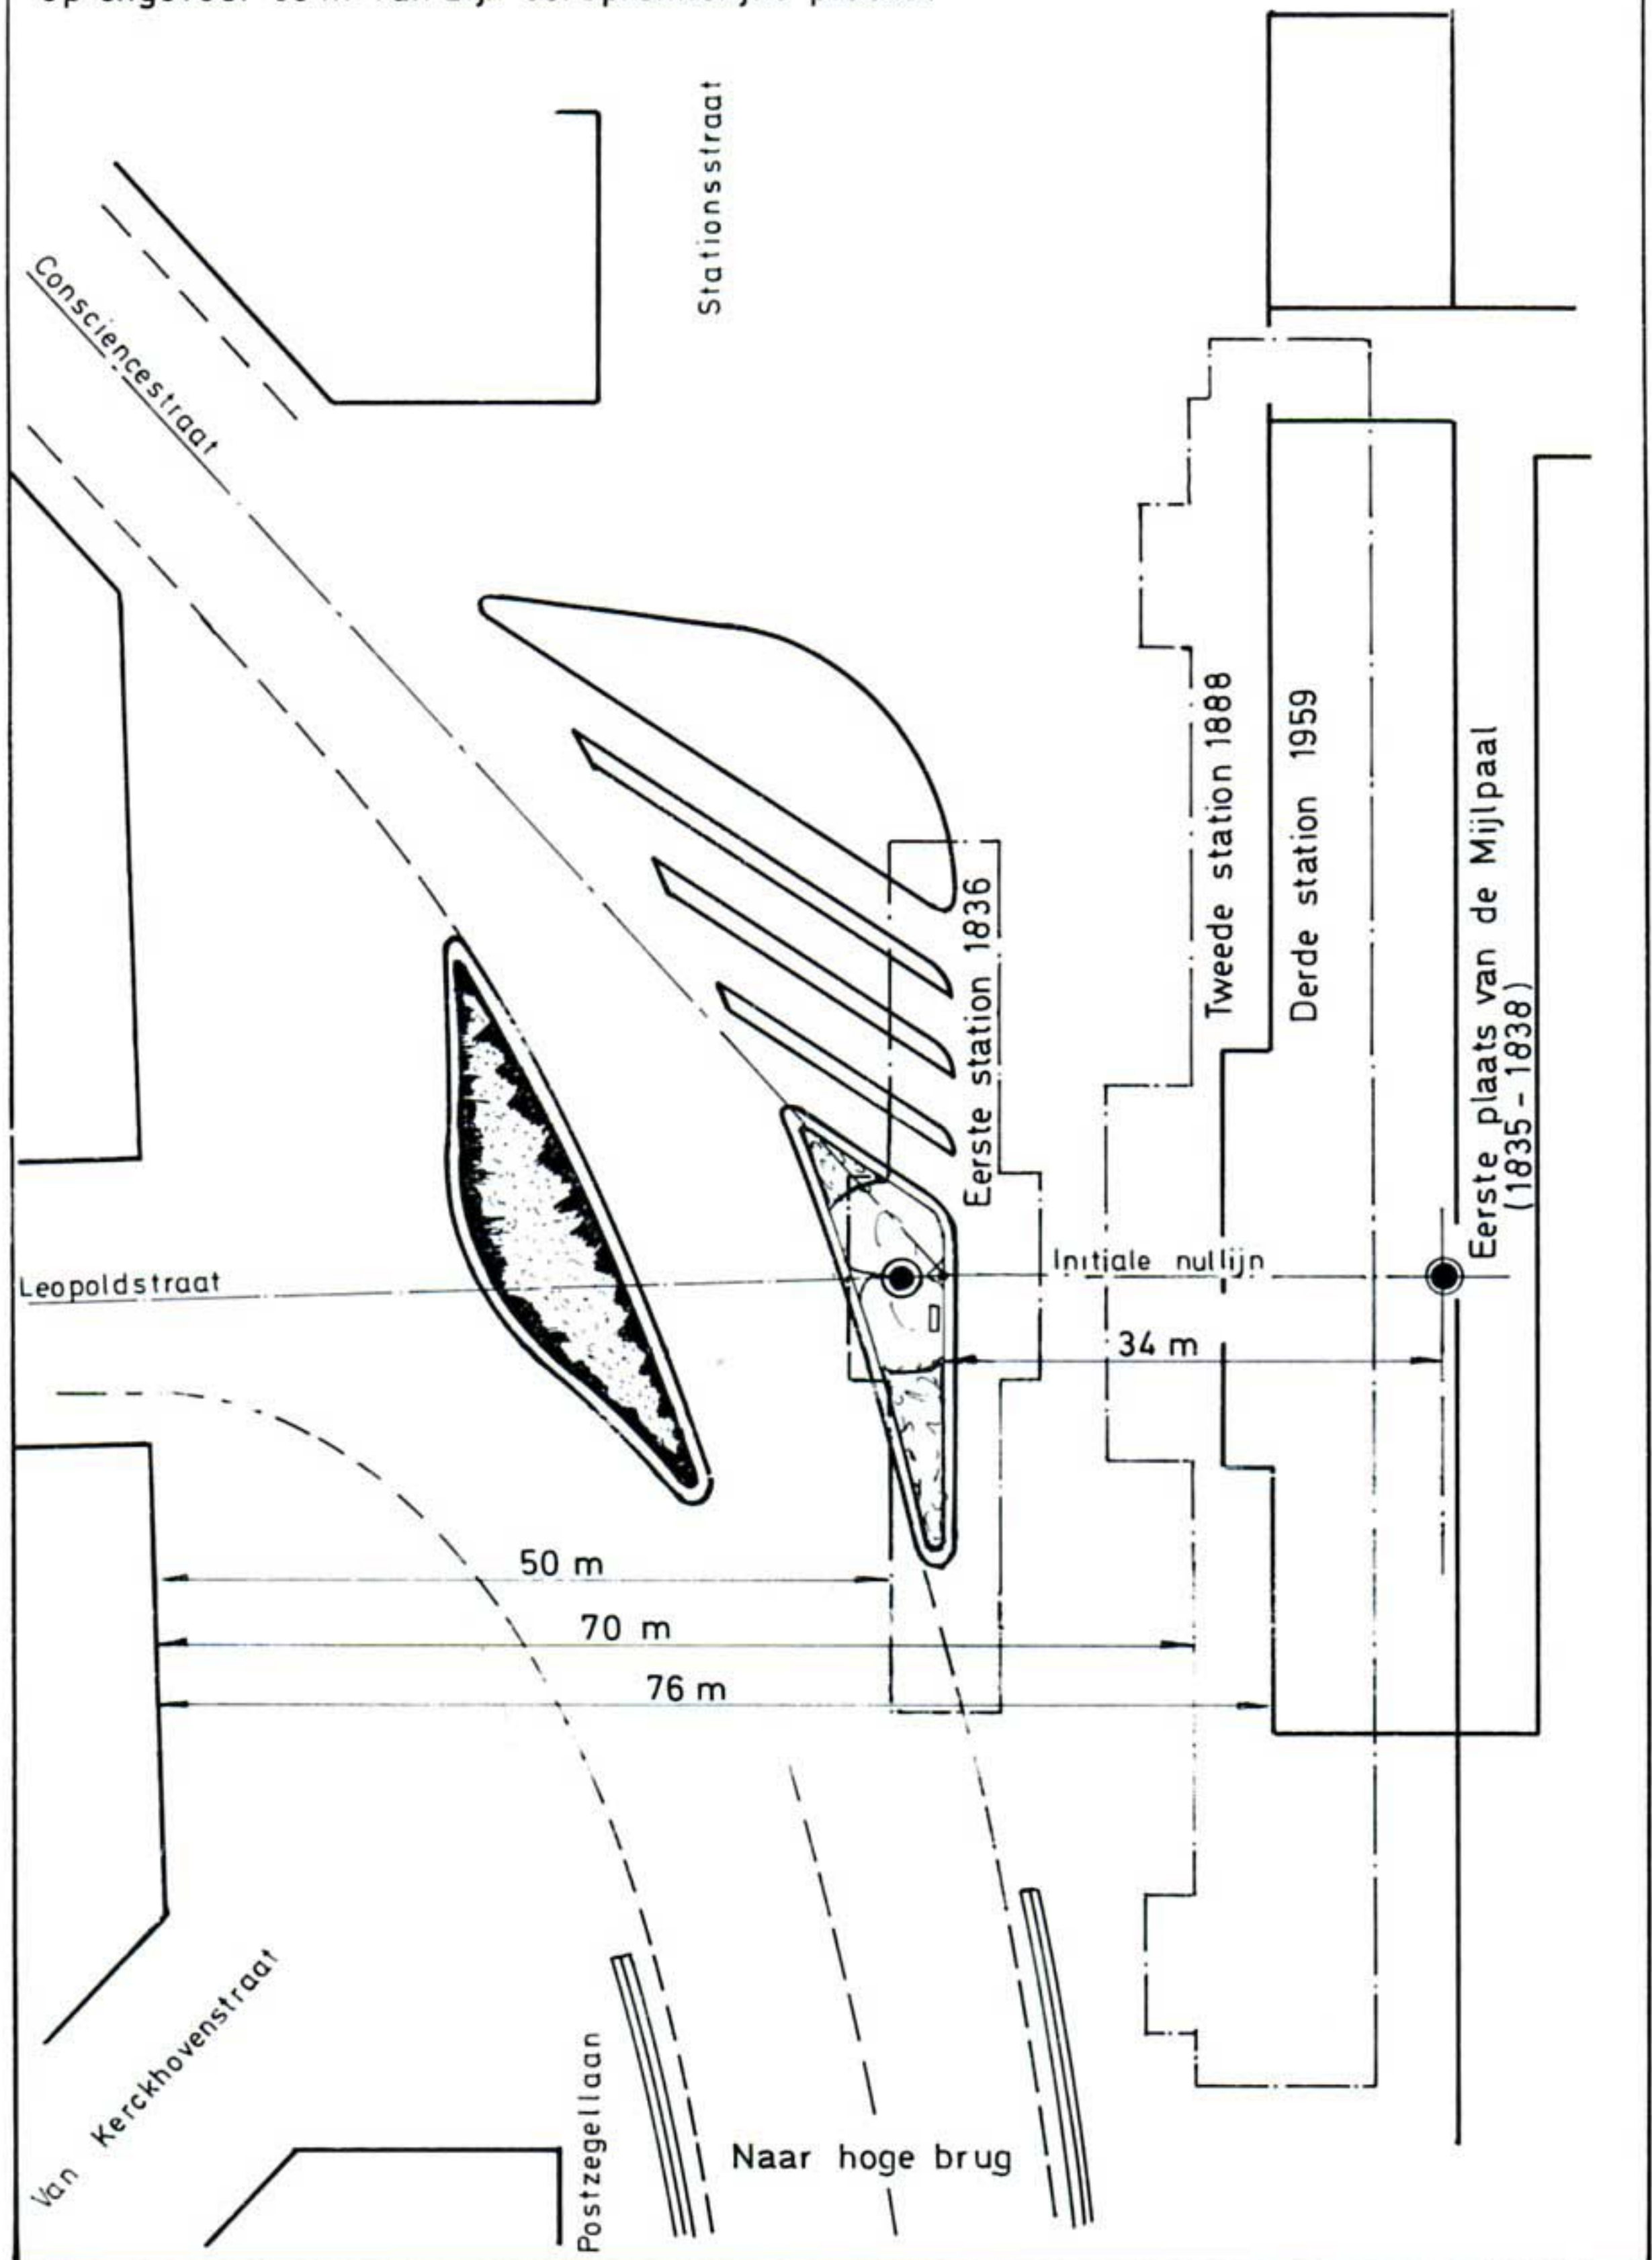 Stationsstraat
Consciencestraat
Tweede station 1888
Derde station 1959
Eerste plaats van de Mijlpaal
(1835 - 1838)
Eerste station 1836
Leopoldstraat
Initiale nullijn
34 m
50 m
70 m
76 m
Van Kerckhovenstraat
Postzegellaan
Naar hoge brug